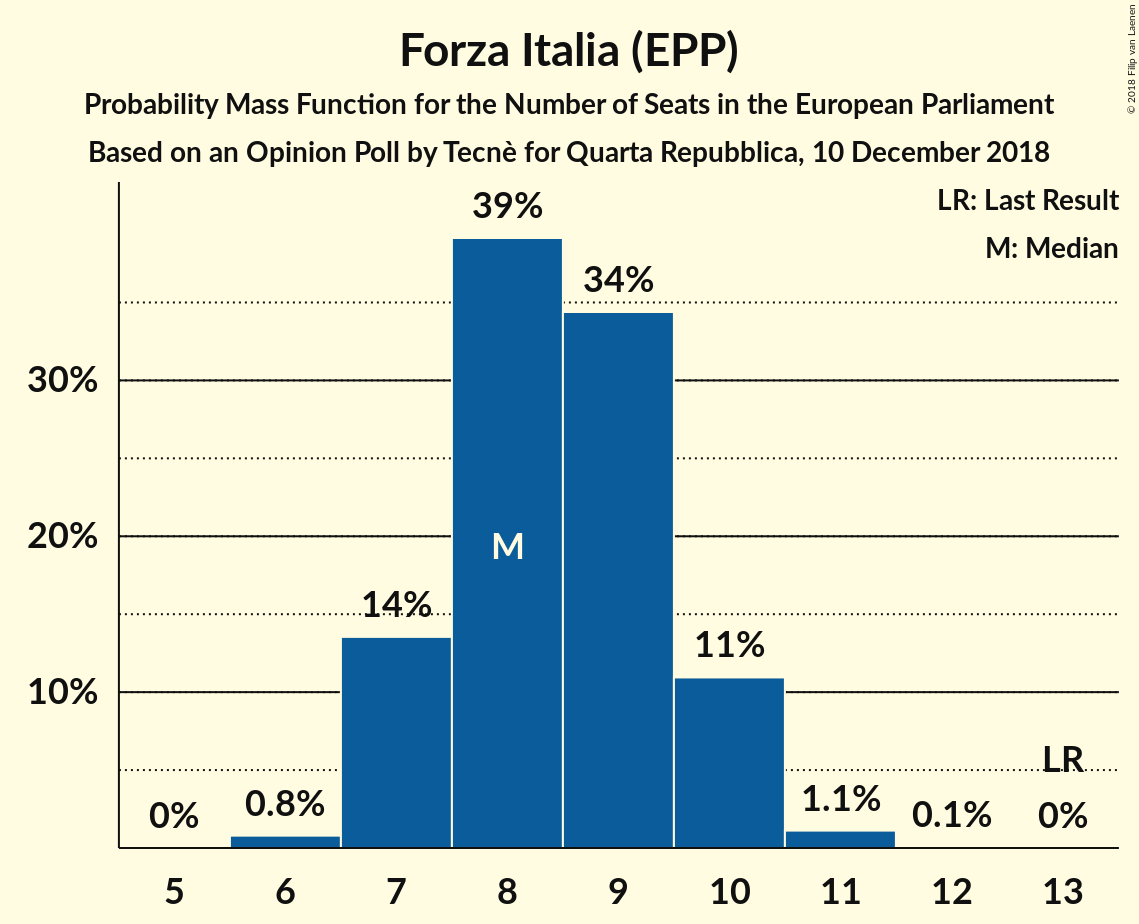 Forza Italia (EPP)
Probability Mass Function for the Number of Seats in the European Parliament
Based on an Opinion Poll by Tecnè for Quarta Repubblica, 10 December 2018
© 2018 Filip van Laenen
LR: Last Result
M: Median
39%
34%
30%
20%
M
14%
11%
10%
LR
0%
0.8%
1.1%
0.1%
0%
5 6 7 8 9 10 11 12 13